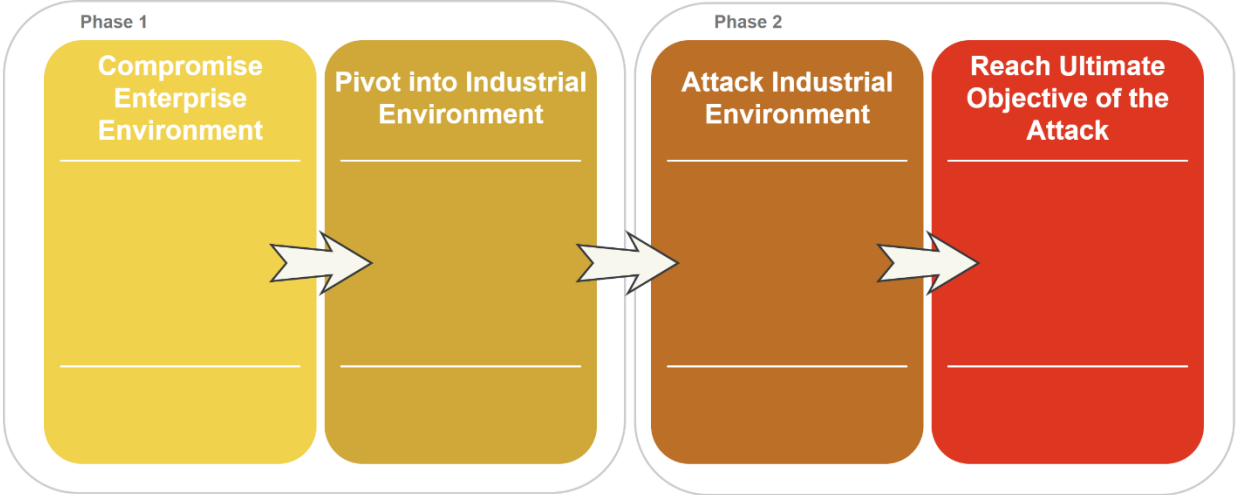 Phase 1
Compromise
Enterprise
Environment
Pivot into Industrial
Environment
Phase 2
Attack Industrial
Environment
Reach Ultimate
Objective of the
Attack